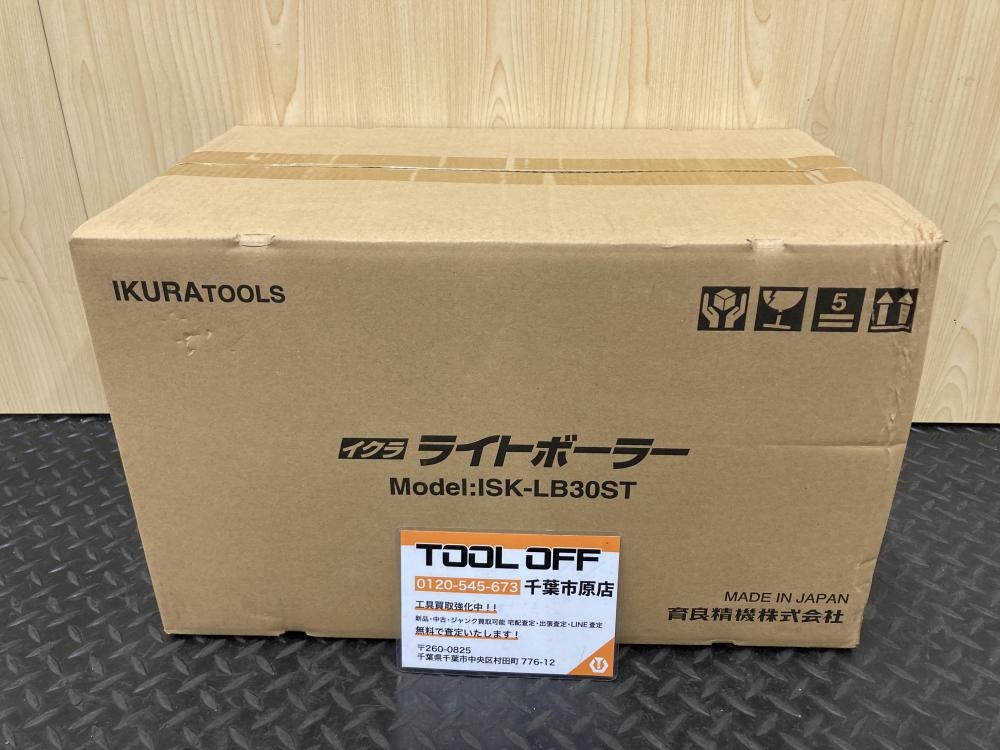 IKURATOOLS
5
イクラ ライトボーラー
Model:ISK-LB30ST
TOOL OFF
0120-545-673 千葉市原店
工具買取強化中!!
新品・中古・ジャンク買取可能 宅配査定・出張査定・LINE査定
無料で査定いたします!
〒260-0825
千葉県千葉市中央区村田町 776-12
MADE IN JAPAN
育良精機株式会社